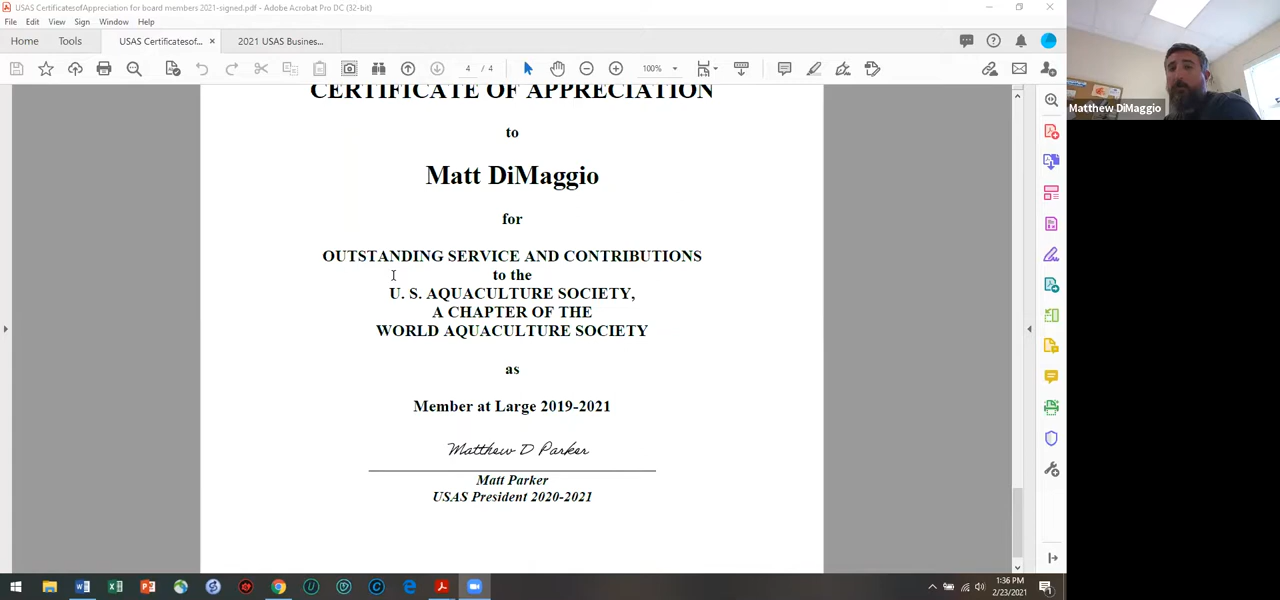 USAS CertificatesofAppreciation for board members 2021-signed.pdf - Adobe Acrobat Pro DC (32-bit)
File Edit View Sign Window Help
Home Tools USAS Certificatesof... × 2021 USAS Busines...
4 / 4 100%
CERTIFICATE OF APPRECIATION
to
Matt DiMaggio
for
OUTSTANDING SERVICE AND CONTRIBUTIONS
to the
U. S. AQUACULTURE SOCIETY,
A CHAPTER OF THE
WORLD AQUACULTURE SOCIETY
as
Member at Large 2019-2021
Matthew D Parker
Matt Parker
USAS President 2020-2021
Matthew DiMaggio
1:36 PM
2/23/2021